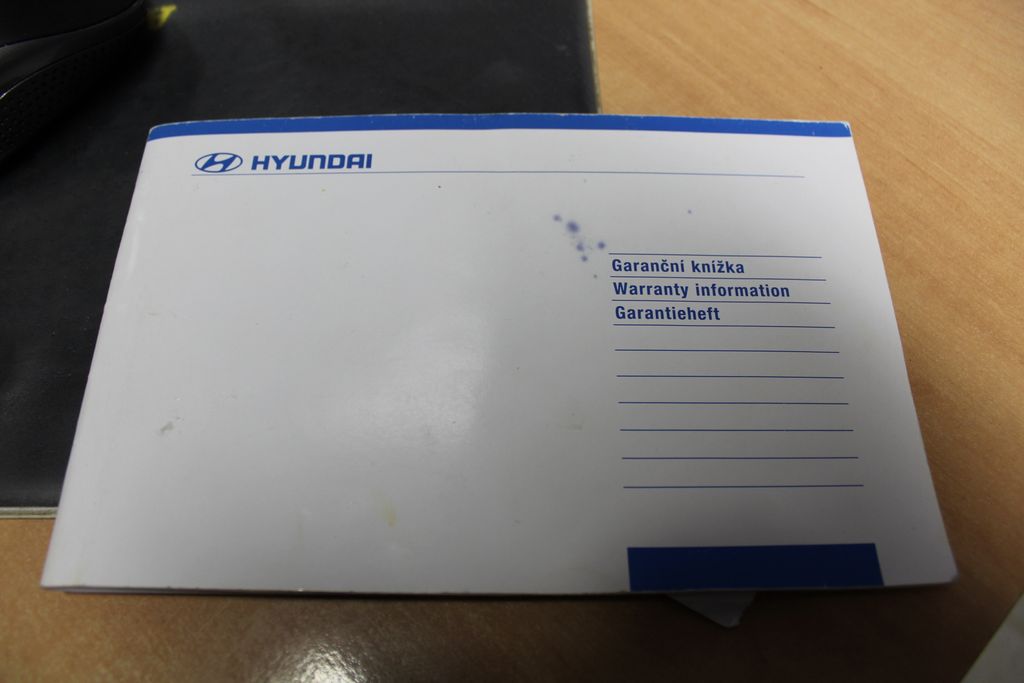 HYUNDAI
Garanční knížka
Warranty information
Garantieheft